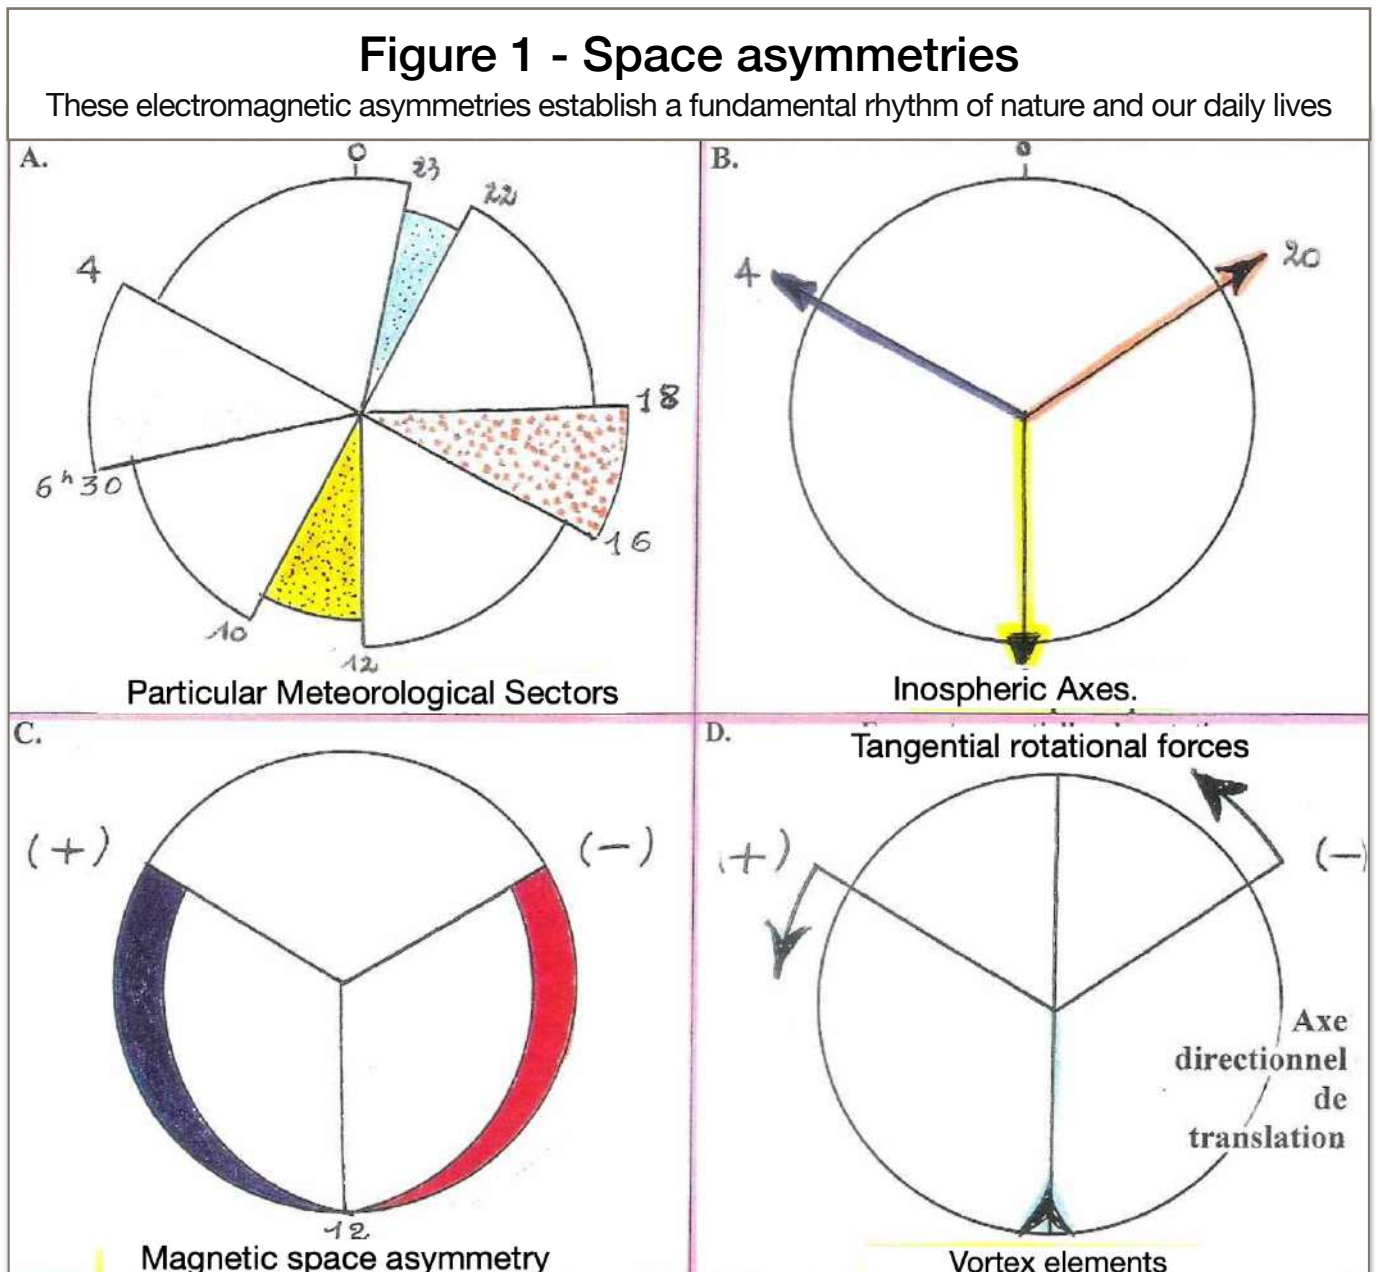 Figure 1 - Space asymmetries
These electromagnetic asymmetries establish a fundamental rhythm of nature and our daily lives
A.
0
23
22
4
18
6 h 30
16
10
12
Particular Meteorological Sectors
B.
0
4
20
Inospheric Axes.
C.
(+)
(-)
12
Magnetic space asymmetry
D.
Tangential rotational forces
(+)
(-)
Axe
directionnel
de
translation
Vortex elements